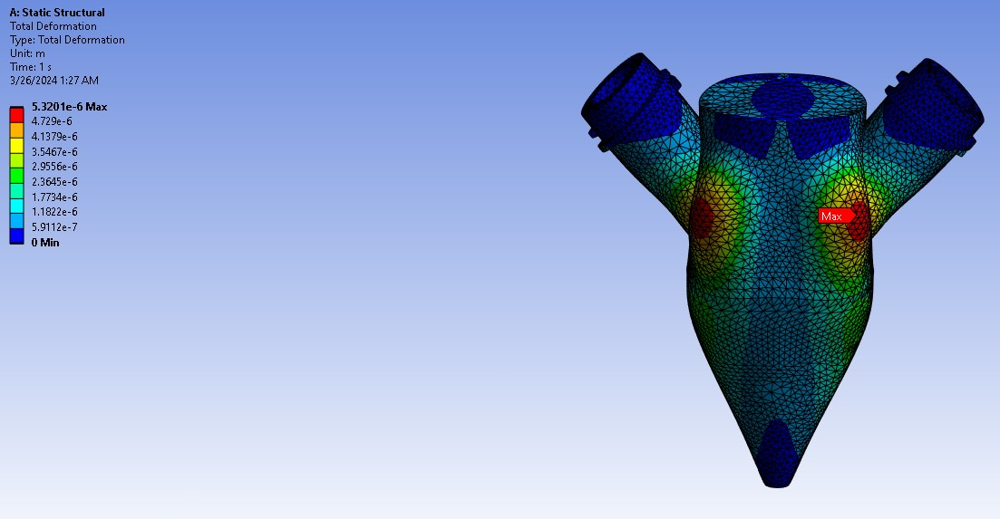 A: Static Structural
Total Deformation
Type: Total Deformation
Unit: m
Time: 1 s
3/26/2024 1:27 AM
5.3201e-6 Max
4.729e-6
4.1379e-6
3.5467e-6
2.9556e-6
2.3645e-6
1.7734e-6
1.1822e-6
5.9112e-7
0 Min
Max